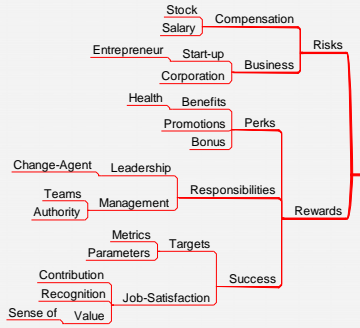 Stock
Compensation
Salary
Risks
Entrepreneur
Start-up
Business
Corporation
Health
Benefits
Promotions
Perks
Bonus
Change-Agent
Leadership
Responsibilities
Teams
Management
Authority
Rewards
Metrics
Targets
Parameters
Success
Contribution
Recognition
Job-Satisfaction
Sense of Value